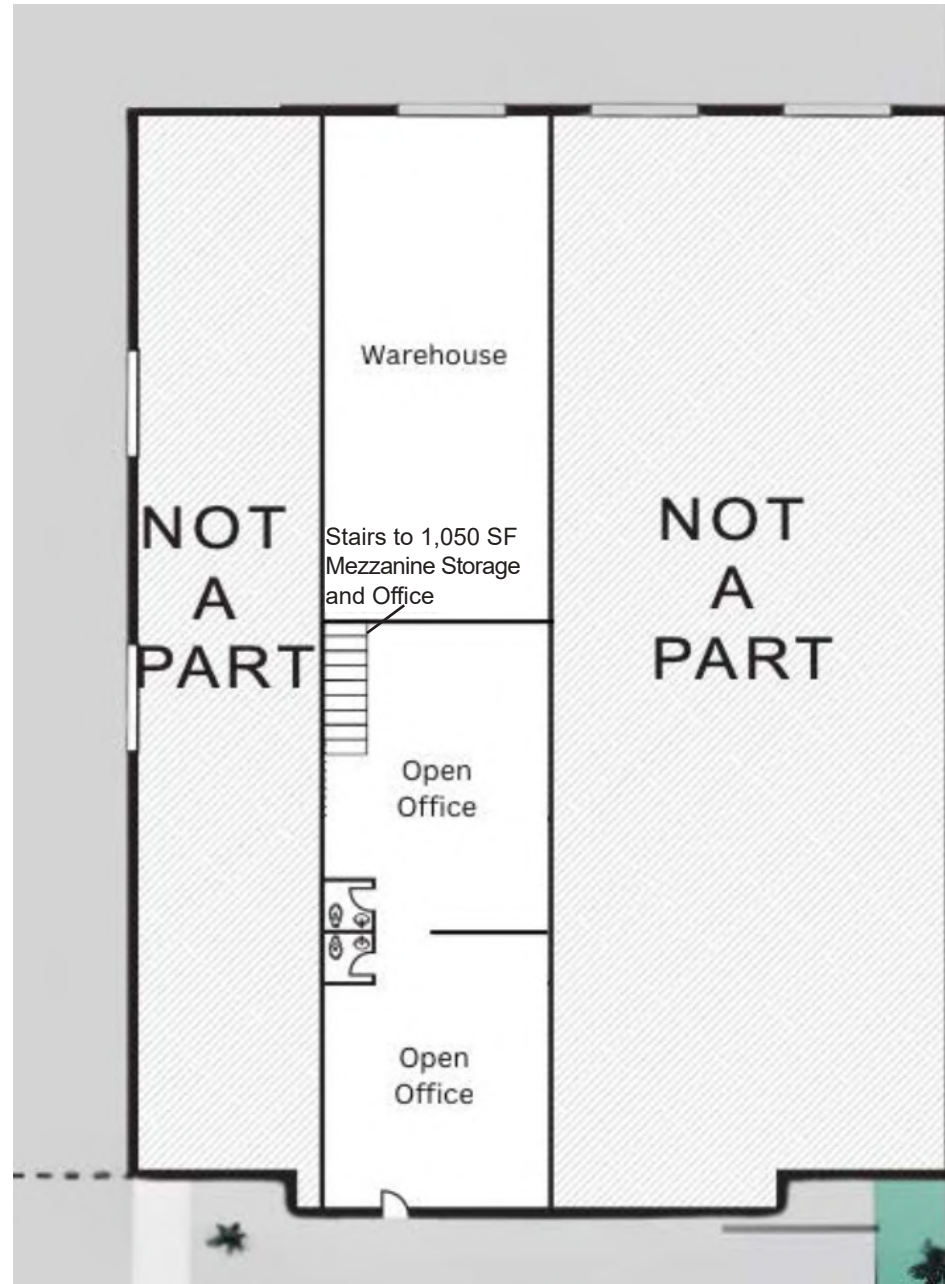 Warehouse
NOT
A
PART
Stairs to 1,050 SF
Mezzanine Storage
and Office
NOT
A
PART
Open
Office
Open
Office